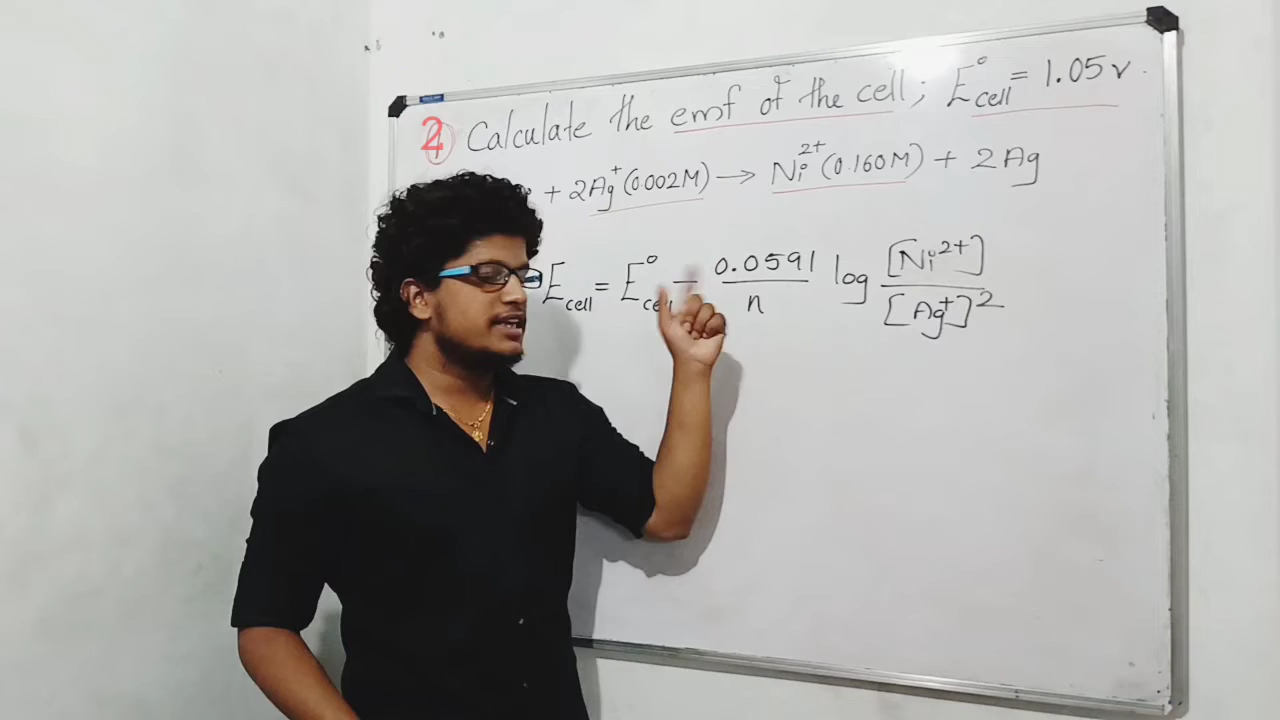 2 Calculate the emf of the cell; E°cell = 1.05 v.
+ 2Ag⁺(0.002M) → Ni²⁺(0.160M) + 2Ag
Ecell = E°cell − 0.0591/n log [Ni²⁺]/[Ag⁺]²